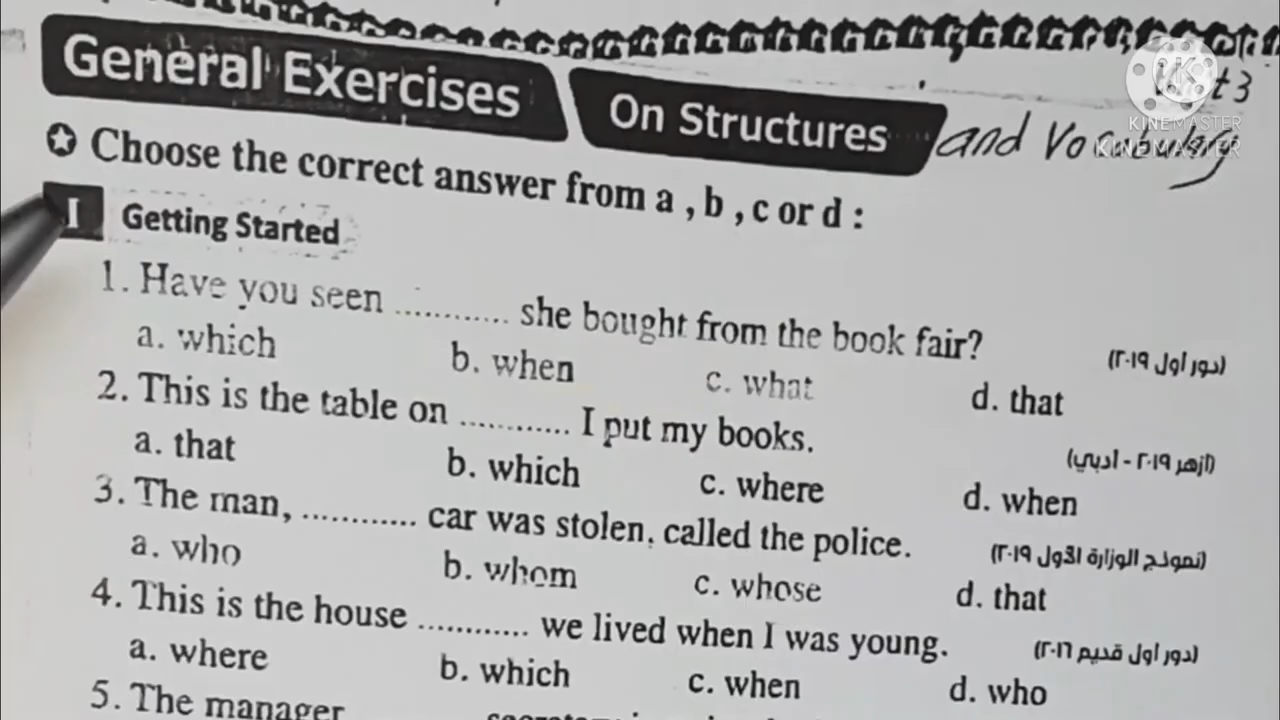 General Exercises On Structures and Vocabulary
KINEMASTER
KINEMASTER
Choose the correct answer from a , b , c or d :
I Getting Started
1. Have you seen ............ she bought from the book fair? (دور أول ٢٠١٩)
a. which b. when c. what d. that
2. This is the table on ............ I put my books. (أزهر ٢٠١٩ - أدبي)
a. that b. which c. where d. when
3. The man, ............ car was stolen, called the police. (نموذج الوزارة الأول ٢٠١٩)
a. who b. whom c. whose d. that
4. This is the house ............ we lived when I was young. (دور أول قديم ٢٠١٦)
a. where b. which c. when d. who
5. The manager